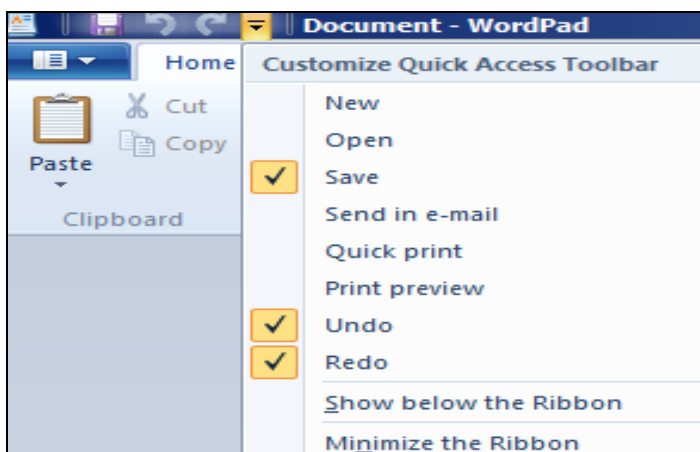 Document - WordPad
Home
Customize Quick Access Toolbar
Cut
Copy
Paste
Clipboard
New
Open
Save
Send in e-mail
Quick print
Print preview
Undo
Redo
Show below the Ribbon
Minimize the Ribbon